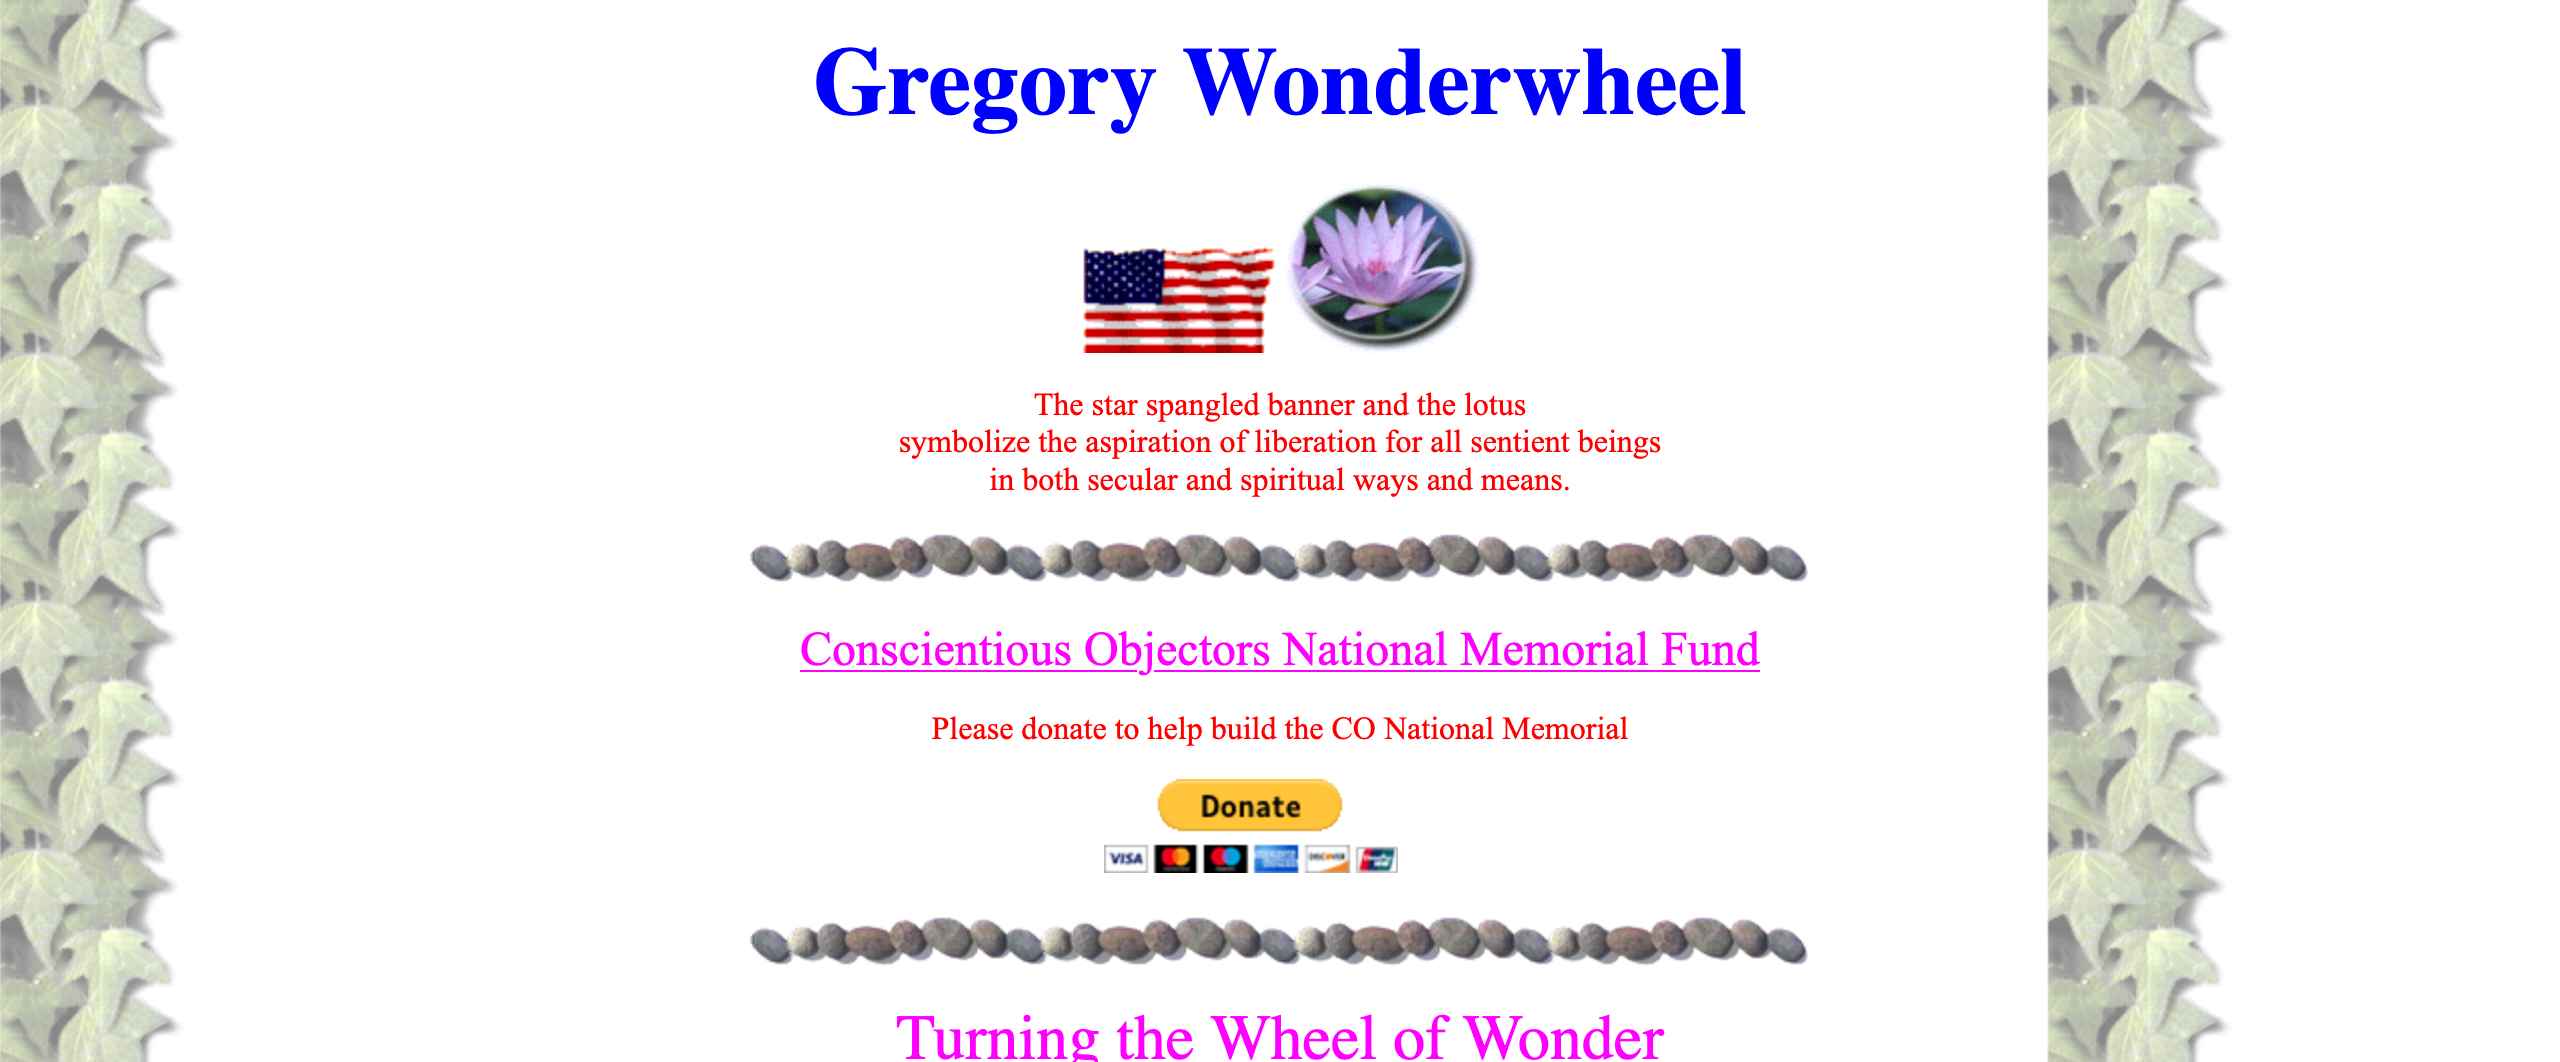 Gregory Wonderwheel
The star spangled banner and the lotus
symbolize the aspiration of liberation for all sentient beings
in both secular and spiritual ways and means.
Conscientious Objectors National Memorial Fund
Please donate to help build the CO National Memorial
Donate
VISA DISCOVER
Turning the Wheel of Wonder